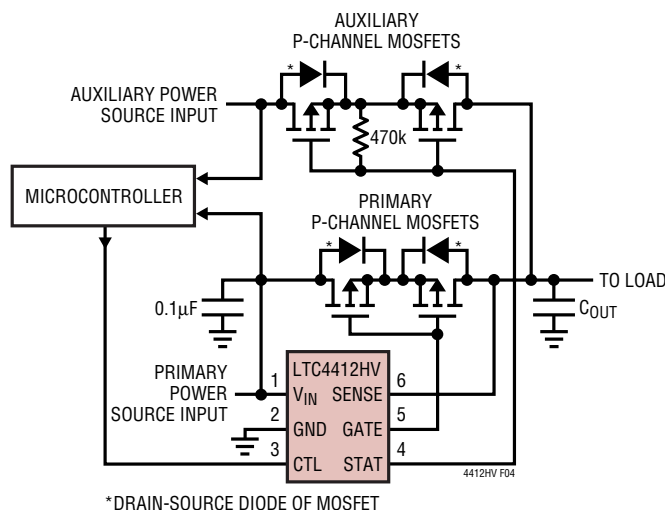 AUXILIARY
P-CHANNEL MOSFETS
*
*
AUXILIARY POWER
SOURCE INPUT
470k
MICROCONTROLLER
PRIMARY
P-CHANNEL MOSFETS
*
*
TO LOAD
0.1µF
COUT
PRIMARY
POWER
SOURCE INPUT
LTC4412HV
1
VIN
SENSE
6
2
GND
GATE
5
3
CTL
STAT
4
4412HV F04
*DRAIN-SOURCE DIODE OF MOSFET